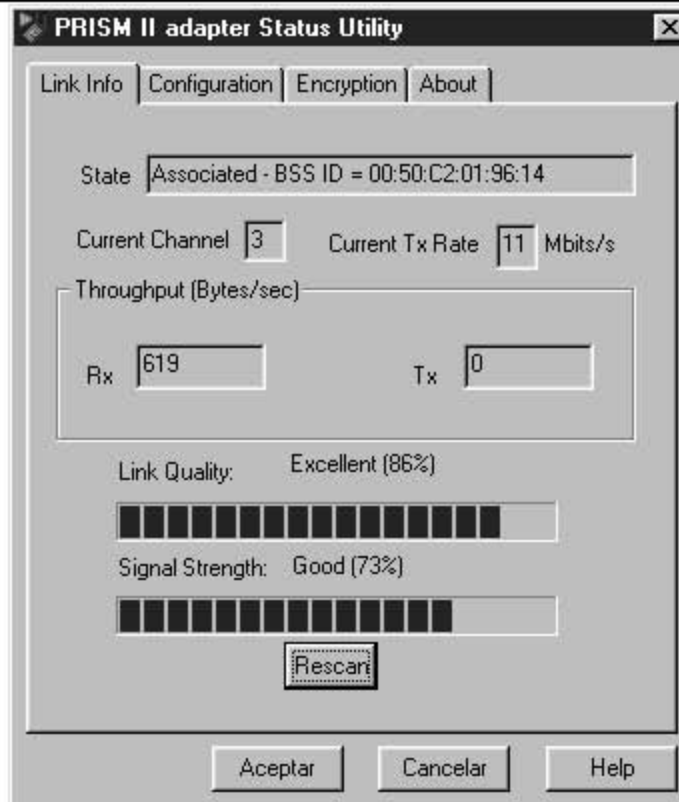 PRISM II adapter Status Utility
Link Info Configuration Encryption About
State Associated - BSS ID = 00:50:C2:01:96:14
Current Channel 3 Current Tx Rate 11 Mbits/s
Throughput (Bytes/sec)
Rx 619 Tx 0
Link Quality: Excellent (86%)
Signal Strength: Good (73%)
Rescan
Aceptar Cancelar Help